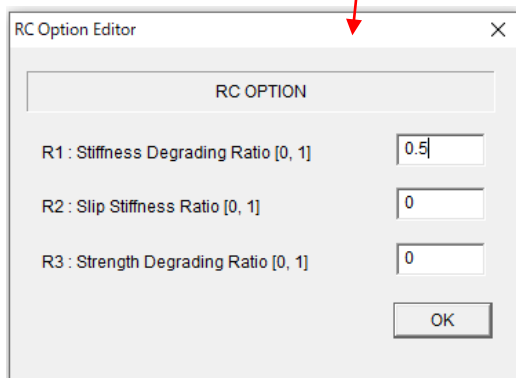 RC Option Editor
RC OPTION
R1 : Stiffness Degrading Ratio [0, 1] 0.5
R2 : Slip Stiffness Ratio [0, 1] 0
R3 : Strength Degrading Ratio [0, 1] 0
OK